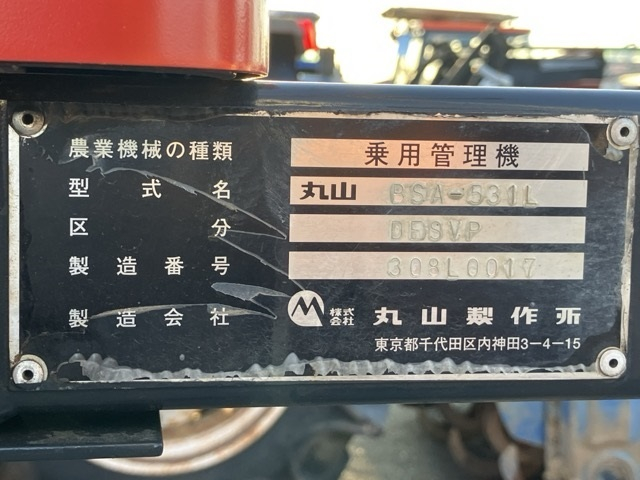 農業機械の種類 乗用管理機
型式名 丸山 BSA-531L
区分 DESVP
製造番号 308L0017
製造会社 株式会社 丸山製作所
東京都千代田区内神田3-4-15